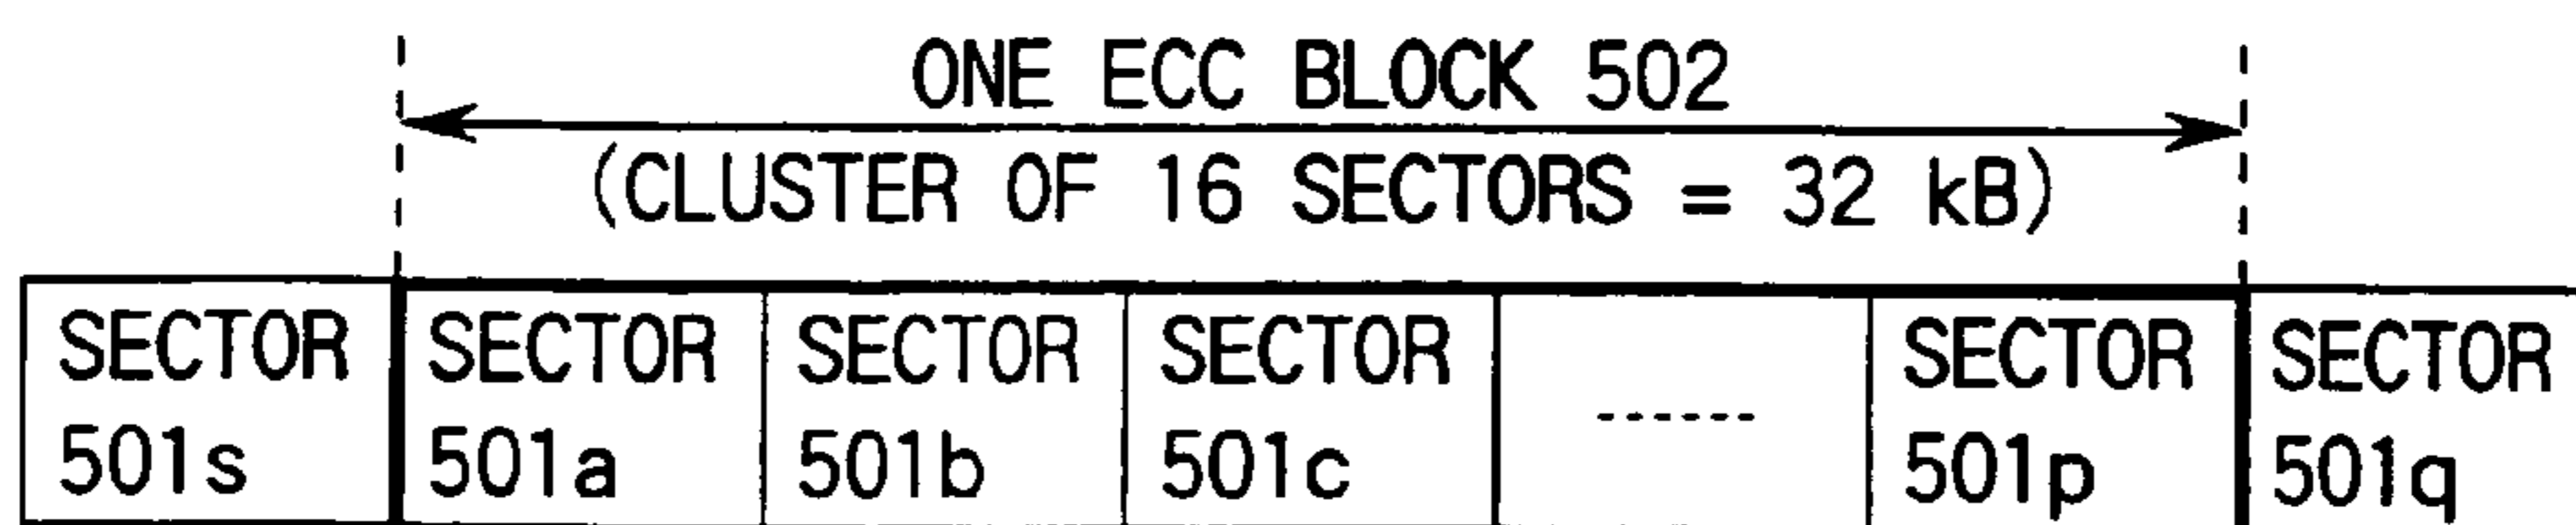 ONE ECC BLOCK 502
(CLUSTER OF 16 SECTORS = 32 kB)
SECTOR 501s
SECTOR 501a
SECTOR 501b
SECTOR 501c
SECTOR 501p
SECTOR 501q